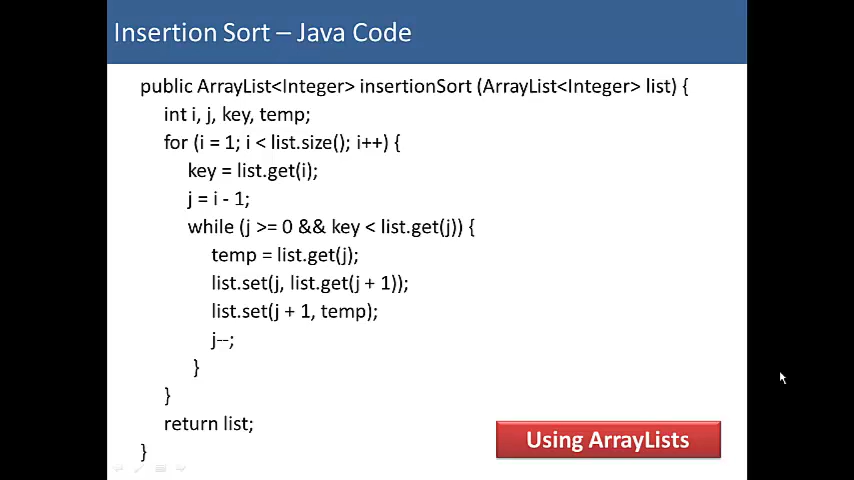 Insertion Sort – Java Code
public ArrayList<Integer> insertionSort (ArrayList<Integer> list) {
int i, j, key, temp;
for (i = 1; i < list.size(); i++) {
key = list.get(i);
j = i - 1;
while (j >= 0 && key < list.get(j)) {
temp = list.get(j);
list.set(j, list.get(j + 1));
list.set(j + 1, temp);
j--;
}
}
return list;
}
Using ArrayLists